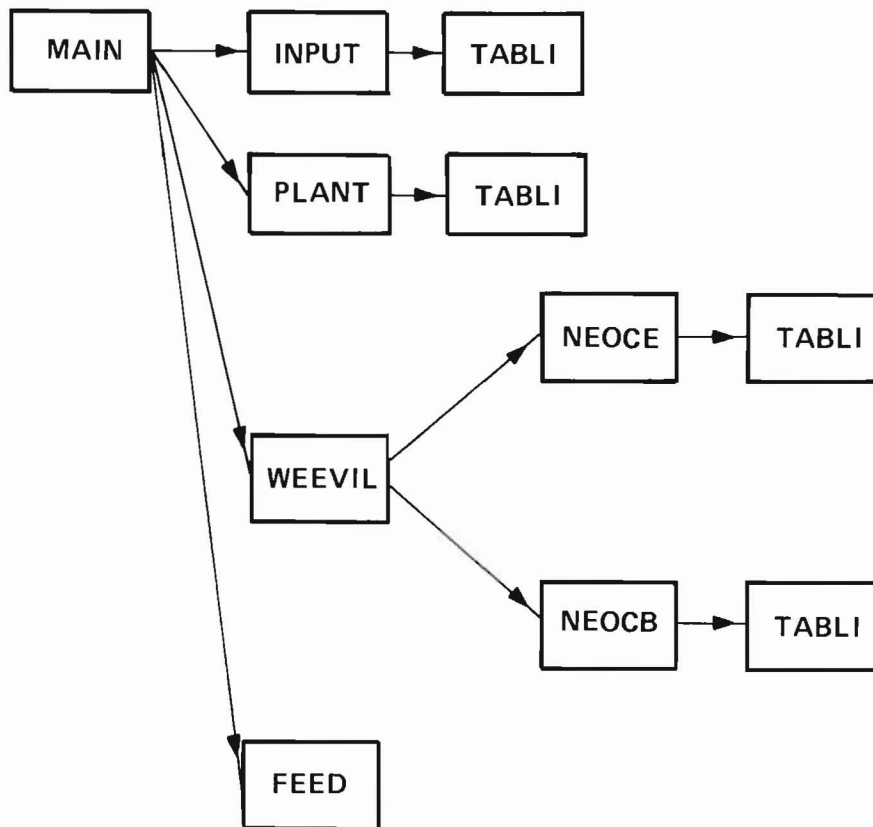 MAIN
INPUT
TABLI
PLANT
TABLI
NEOCE
TABLI
WEEVIL
NEOCB
TABLI
FEED